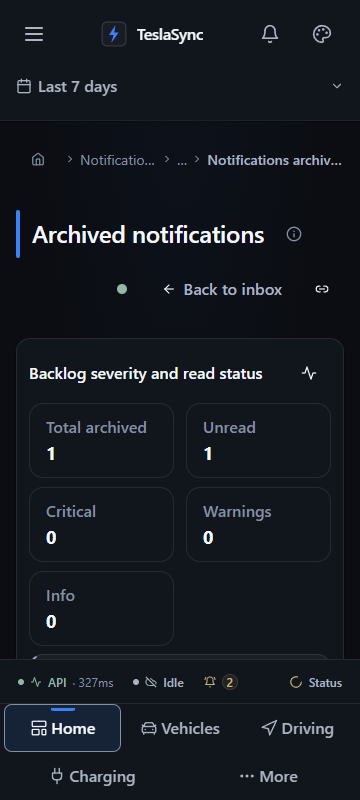 TeslaSync
Last 7 days
Notificatio... ... Notifications archiv...
Archived notifications
Back to inbox
Backlog severity and read status
Total archived
1
Unread
1
Critical
0
Warnings
0
Info
0
API · 327ms Idle 2 Status
Home Vehicles Driving
Charging More